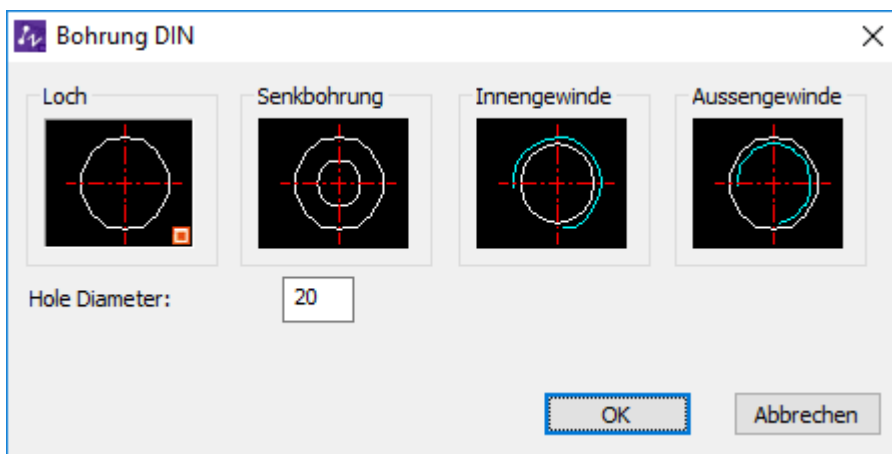 Bohrung DIN
Loch
Senkbohrung
Innengewinde
Aussengewinde
Hole Diameter: 20
OK
Abbrechen